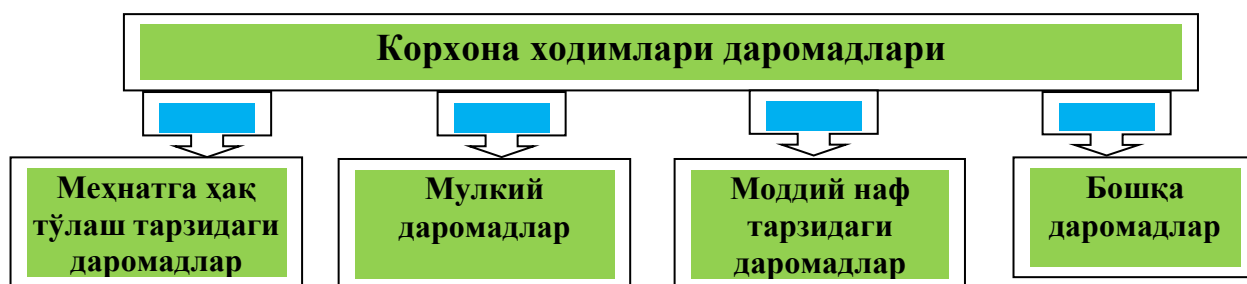 Корхона ходимлари даромадлари
Меҳнатга ҳақ
тўлаш тарзидаги
даромадлар
Мулкий
даромадлар
Моддий наф
тарзидаги
даромадлар
Бошқа
даромадлар